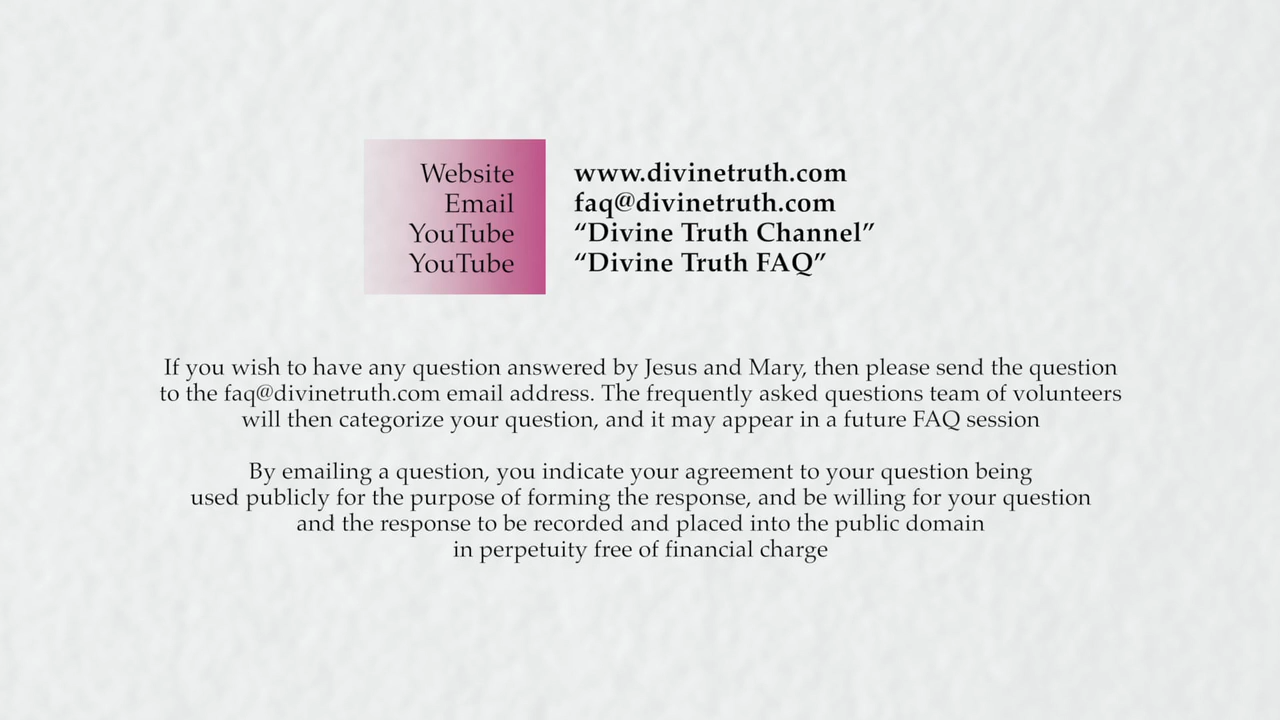 Website www.divinetruth.com
Email faq@divinetruth.com
YouTube “Divine Truth Channel”
YouTube “Divine Truth FAQ”
If you wish to have any question answered by Jesus and Mary, then please send the question
to the faq@divinetruth.com email address. The frequently asked questions team of volunteers
will then categorize your question, and it may appear in a future FAQ session
By emailing a question, you indicate your agreement to your question being
used publicly for the purpose of forming the response, and be willing for your question
and the response to be recorded and placed into the public domain
in perpetuity free of financial charge